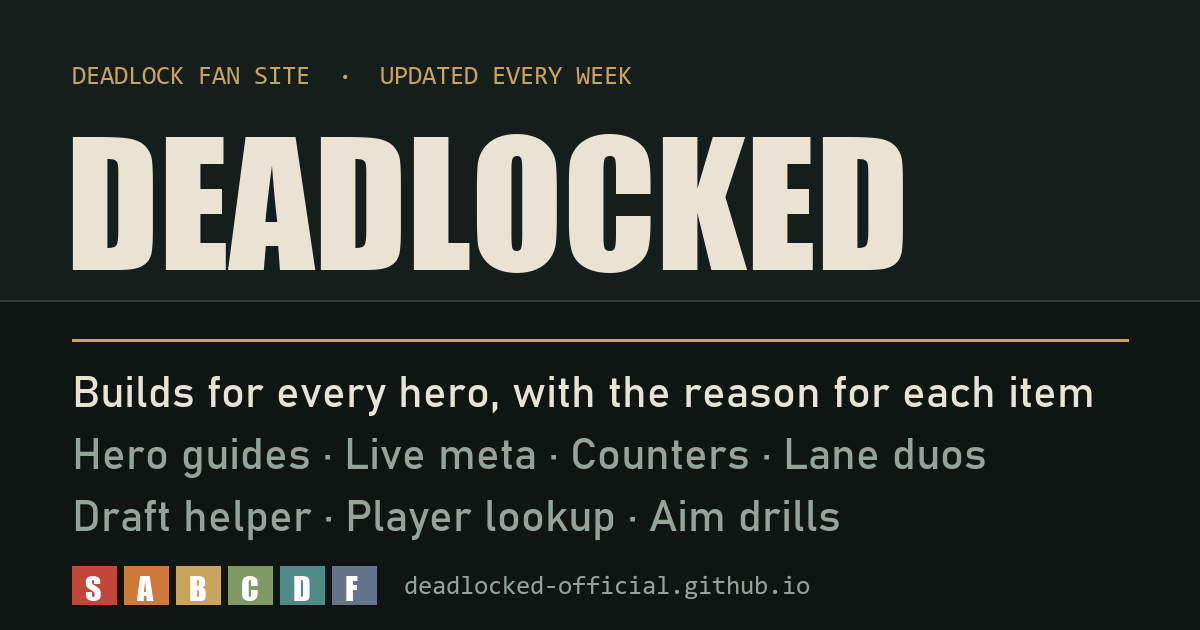 DEADLOCK FAN SITE · UPDATED EVERY WEEK
DEADLOCKED
Builds for every hero, with the reason for each item
Hero guides · Live meta · Counters · Lane duos
Draft helper · Player lookup · Aim drills
S A B C D F deadlocked-official.github.io